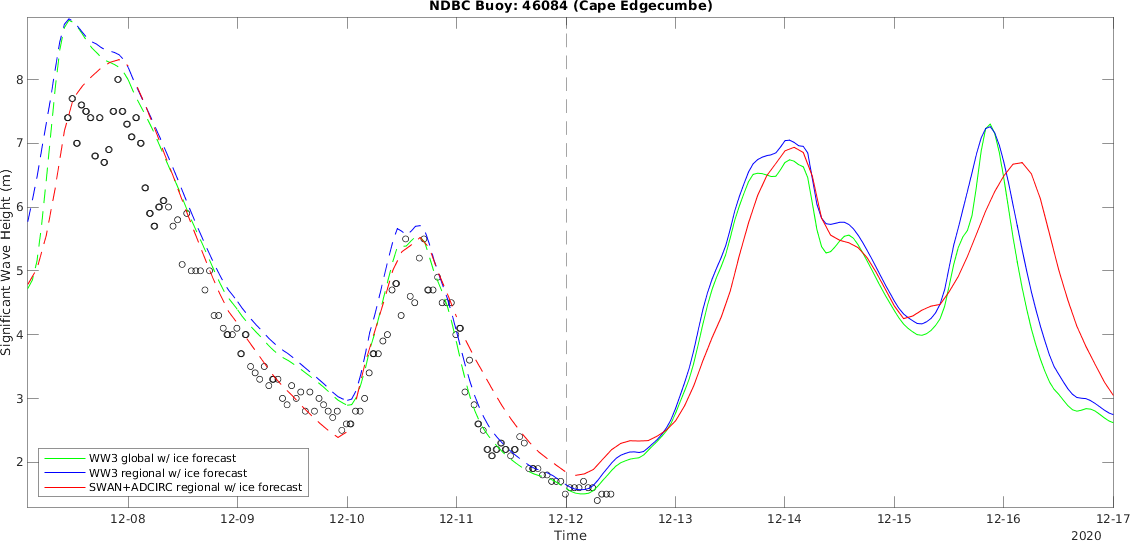 NDBC Buoy: 46084 (Cape Edgecumbe)
Significant Wave Height (m)
8
7
6
5
4
3
2
WW3 global w/ ice forecast
WW3 regional w/ ice forecast
SWAN+ADCIRC regional w/ ice forecast
12-08 12-09 12-10 12-11 12-12 12-13 12-14 12-15 12-16 12-17
Time
2020